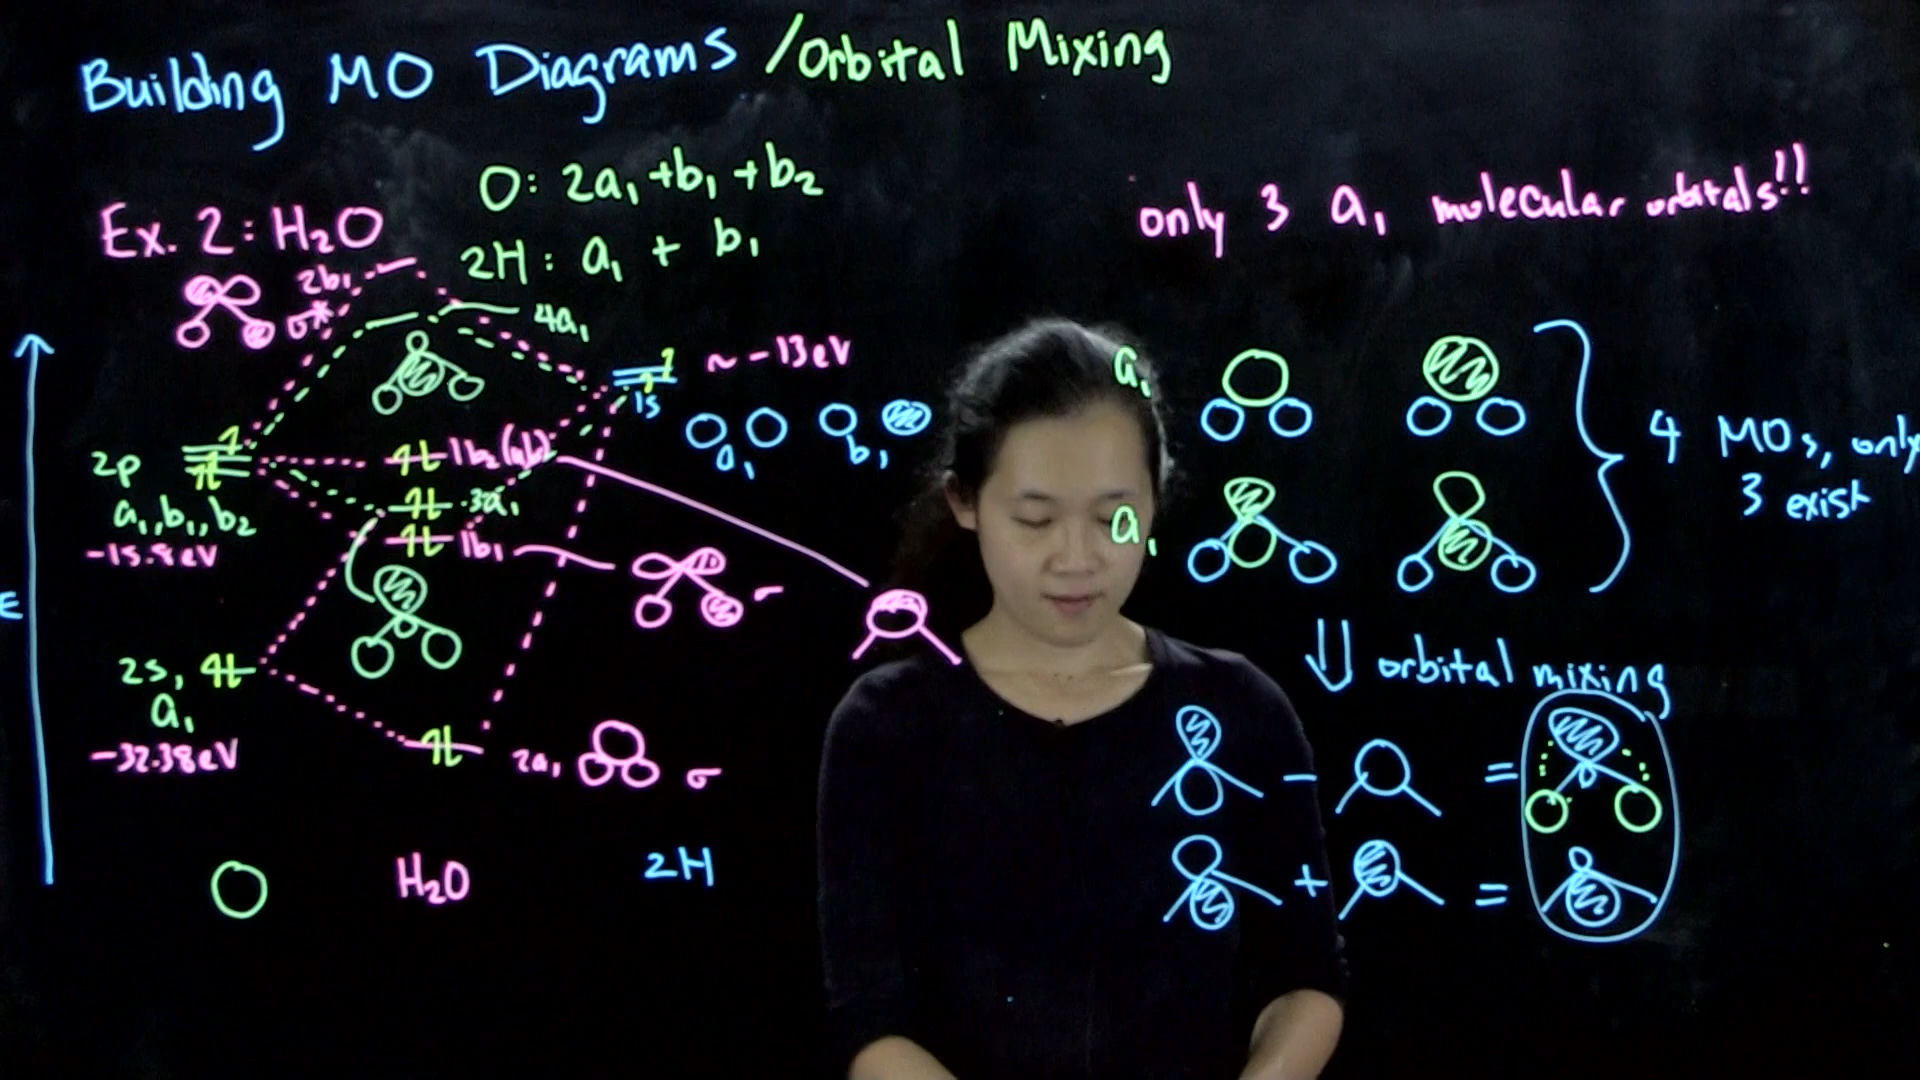 Building MO Diagrams /Orbital Mixing
O: 2a₁+b₁+b₂
Ex. 2: H₂O
2H: a₁ + b₁
only 3 a₁ molecular orbitals!!
2b₁
σ*
4a₁
~ -13eV
1s
a₁
b₁
2p
a₁, b₁, b₂
1b₂(nb)
3a₁
1b₁
σ
E
2s,
a₁
-32.38eV
2a₁
σ
O
H₂O
2H
a₁
a₁
4 MOs, only
3 exist
⇓ orbital mixing
−
=
+
=